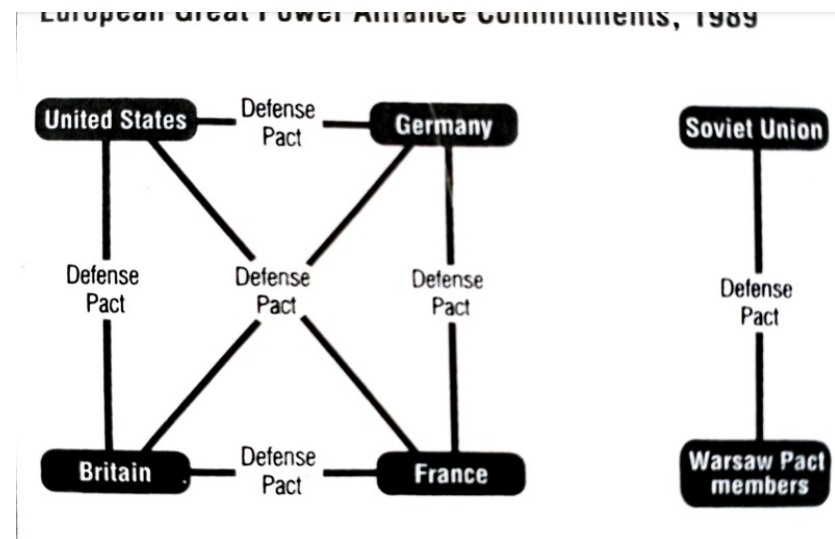 European Great Power Alliance Commitments, 1989
United States
Defense
Pact
Germany
Soviet Union
Defense
Pact
Defense
Pact
Defense
Pact
Defense
Pact
Britain
Defense
Pact
France
Warsaw Pact
members